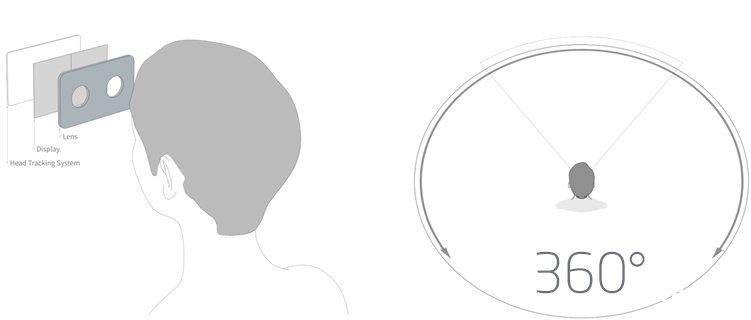 Lens
Display
Head Tracking System
360°